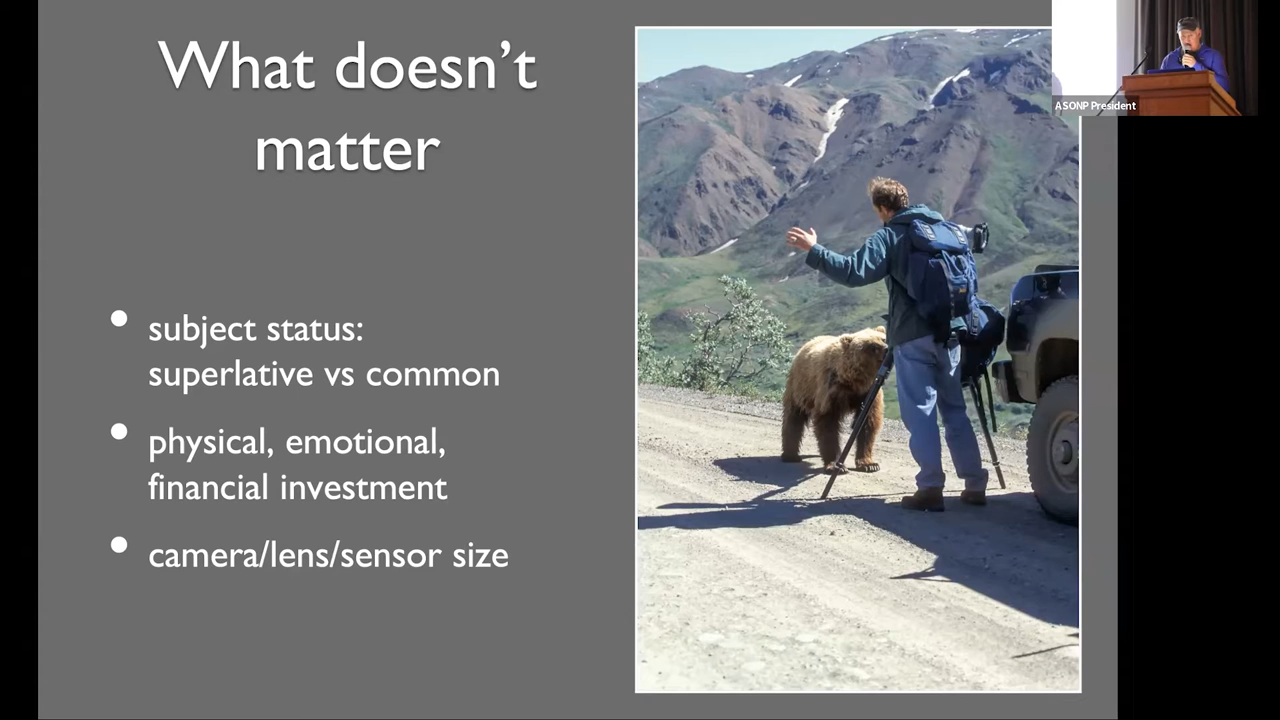 What doesn't
matter
• subject status:
superlative vs common
• physical, emotional,
financial investment
• camera/lens/sensor size
ASONP President